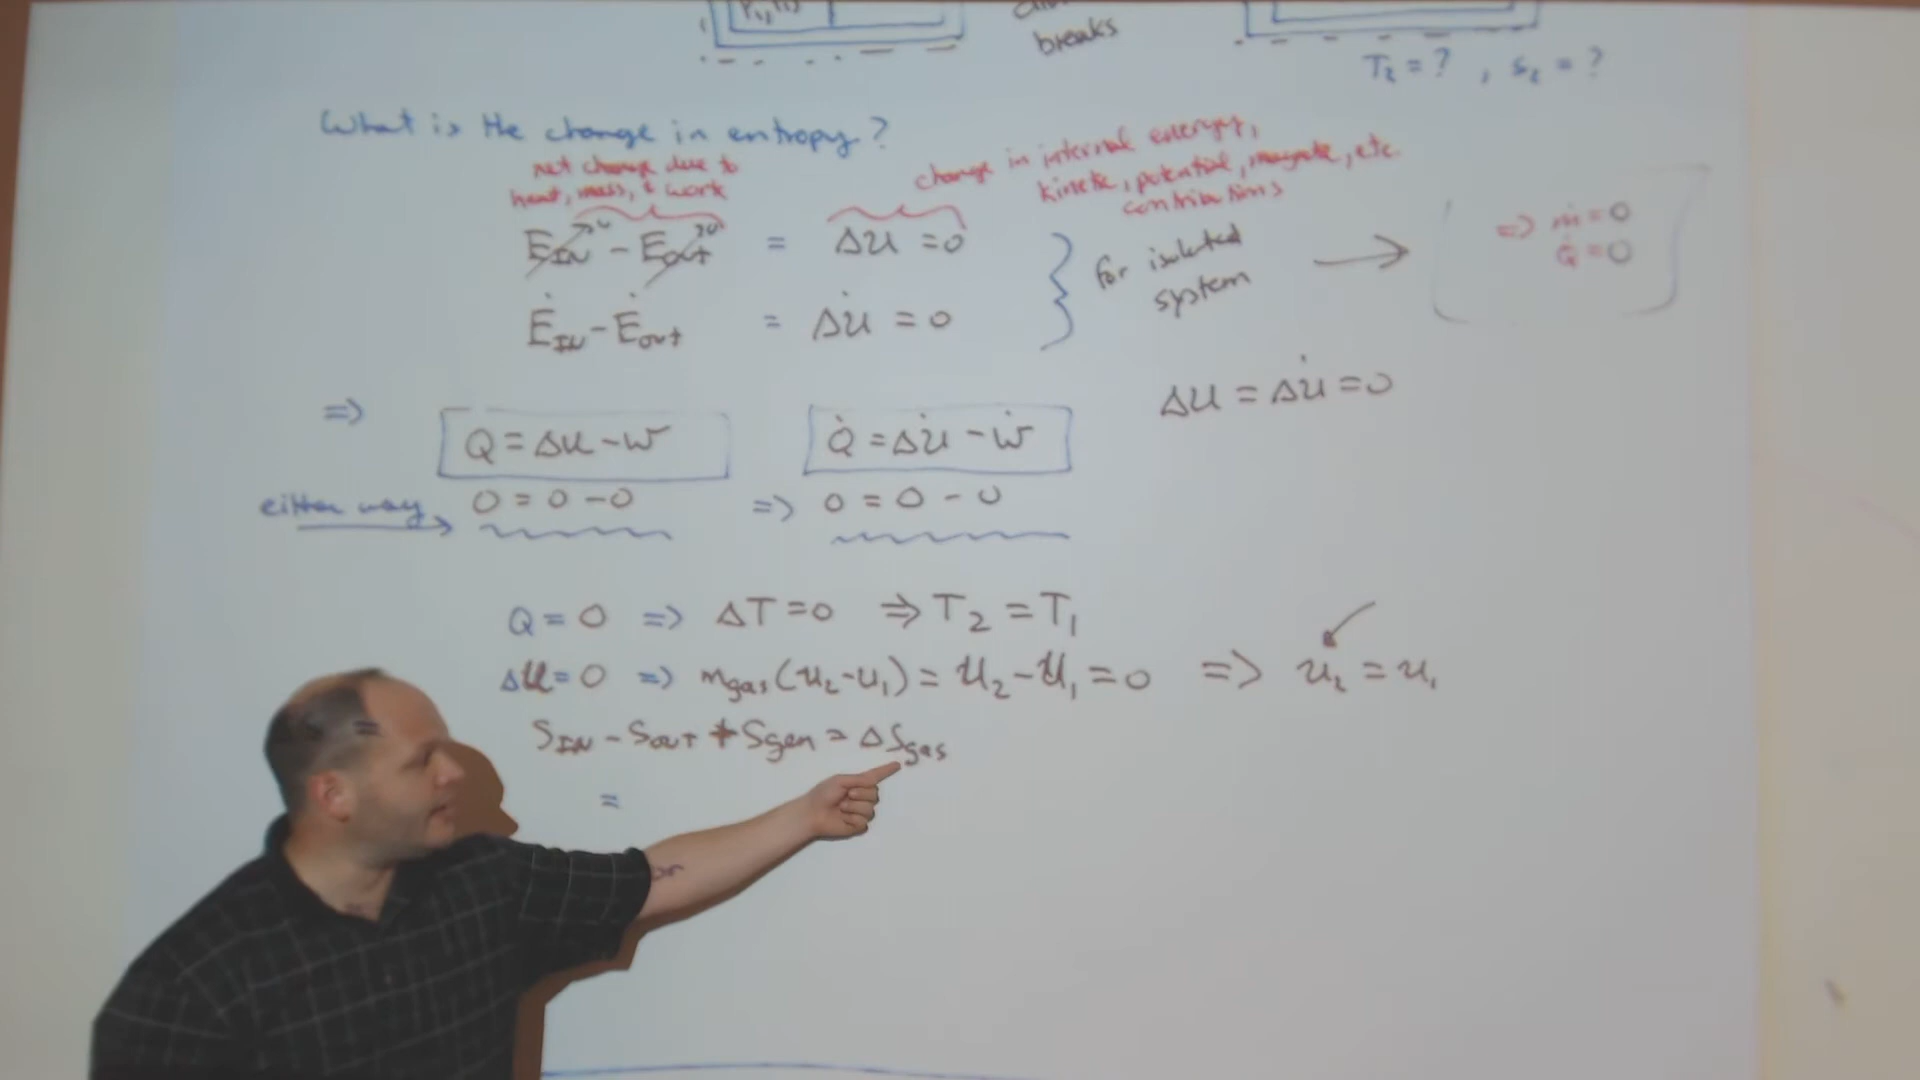 breaks
T₂ = ? , s₂ = ?
What is the change in entropy?
net change due to
heat, mass, & work
change in internal energy,
kinetic, potential, magnetic, etc.
contributions
E_IN - E_OUT = ΔU = 0
Ė_IN - Ė_OUT = ΔU̇ = 0
for isolated
system
⇒ ṁ = 0
Q̇ = 0
ΔU = ΔU̇ = 0
⇒ Q = ΔU - W
Q̇ = ΔU̇ - Ẇ
either way 0 = 0 - 0 ⇒ 0 = 0 - 0
Q = 0 ⇒ ΔT = 0 ⇒ T₂ = T₁
ΔU = 0 ⇒ m_gas(u₂ - u₁) = U₂ - U₁ = 0 ⇒ u₂ = u₁
S_IN - S_OUT + S_gen = ΔS_gas
=